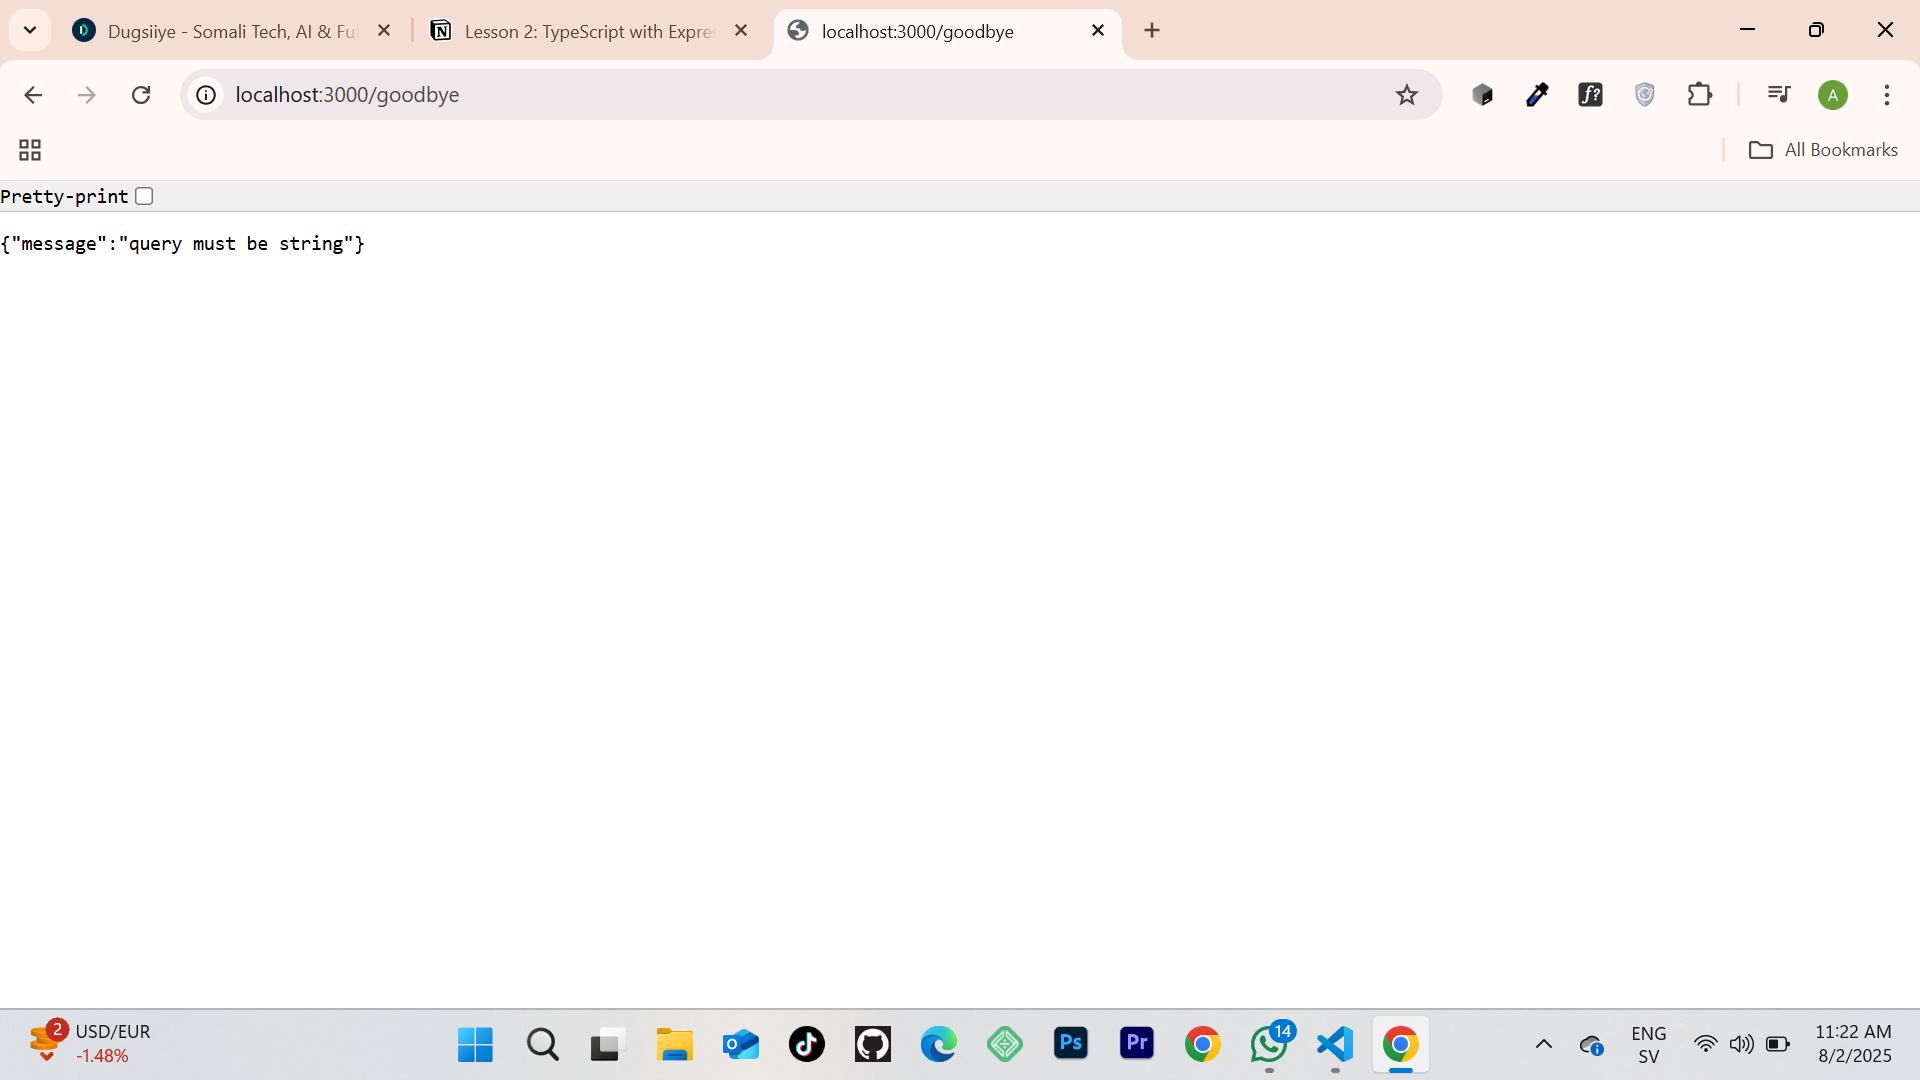 Dugsiiye - Somali Tech, AI & Ful
Lesson 2: TypeScript with Expres
localhost:3000/goodbye
localhost:3000/goodbye
A
All Bookmarks
Pretty-print
{"message":"query must be string"}
2
USD/EUR
-1.48%
Ps
Pr
14
ENG
SV
11:22 AM
8/2/2025